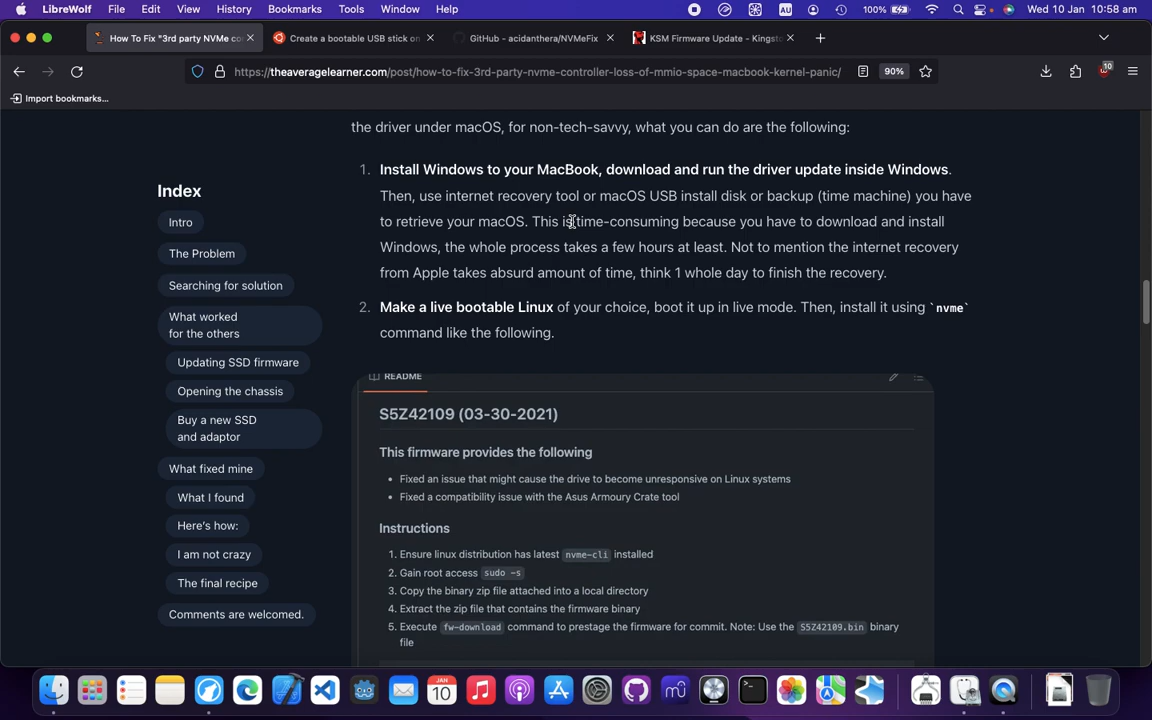 LibreWolf File Edit View History Bookmarks Tools Window Help AU 100% Wed 10 Jan 10:58 am
How To Fix "3rd party NVMe co Create a bootable USB stick on GitHub - acidanthera/NVMeFix KSM Firmware Update - Kingst
https://theaveragelearner.com/post/how-to-fix-3rd-party-nvme-controller-loss-of-mmio-space-macbook-kernel-panic/ 90% 10
Import bookmarks...
the driver under macOS, for non-tech-savvy, what you can do are the following:
Index
Intro
The Problem
Searching for solution
What worked
for the others
Updating SSD firmware
Opening the chassis
Buy a new SSD
and adaptor
What fixed mine
What I found
Here's how:
I am not crazy
The final recipe
Comments are welcomed.
1. Install Windows to your MacBook, download and run the driver update inside Windows.
Then, use internet recovery tool or macOS USB install disk or backup (time machine) you have
to retrieve your macOS. This is time-consuming because you have to download and install
Windows, the whole process takes a few hours at least. Not to mention the internet recovery
from Apple takes absurd amount of time, think 1 whole day to finish the recovery.
2. Make a live bootable Linux of your choice, boot it up in live mode. Then, install it using `nvme`
command like the following.
README
S5Z42109 (03-30-2021)
This firmware provides the following
• Fixed an issue that might cause the drive to become unresponsive on Linux systems
• Fixed a compatibility issue with the Asus Armoury Crate tool
Instructions
1. Ensure linux distribution has latest nvme-cli installed
2. Gain root access sudo -s
3. Copy the binary zip file attached into a local directory
4. Extract the zip file that contains the firmware binary
5. Execute fw-download command to prestage the firmware for commit. Note: Use the S5Z42109.bin binary
file
JAN
10